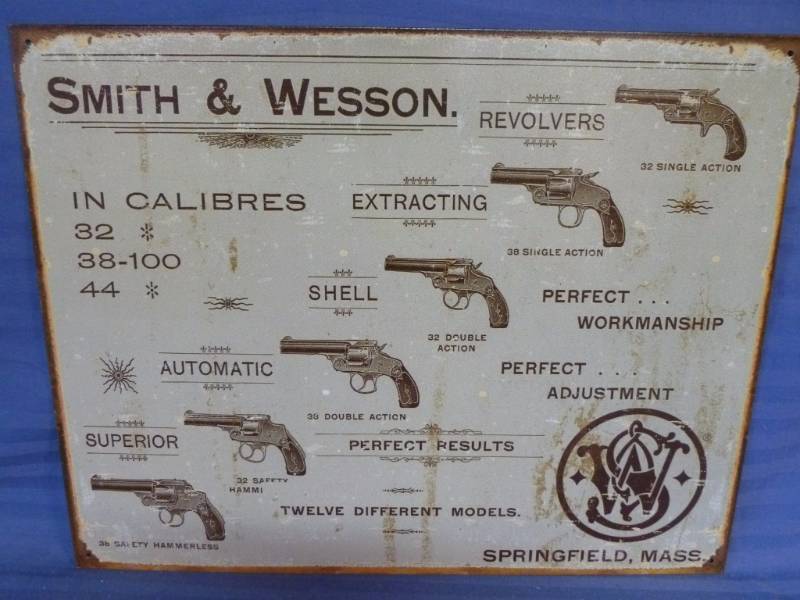 SMITH & WESSON.
REVOLVERS
32 SINGLE ACTION
IN CALIBRES
32 *
38-100
44 *
EXTRACTING
38 SINGLE ACTION
SHELL
32 DOUBLE
ACTION
PERFECT . . .
WORKMANSHIP
AUTOMATIC
38 DOUBLE ACTION
PERFECT . . .
ADJUSTMENT
SUPERIOR
32 SAFETY
HAMMI
PERFECT RESULTS
38 SAFETY HAMMERLESS
TWELVE DIFFERENT MODELS.
SW
SPRINGFIELD, MASS.